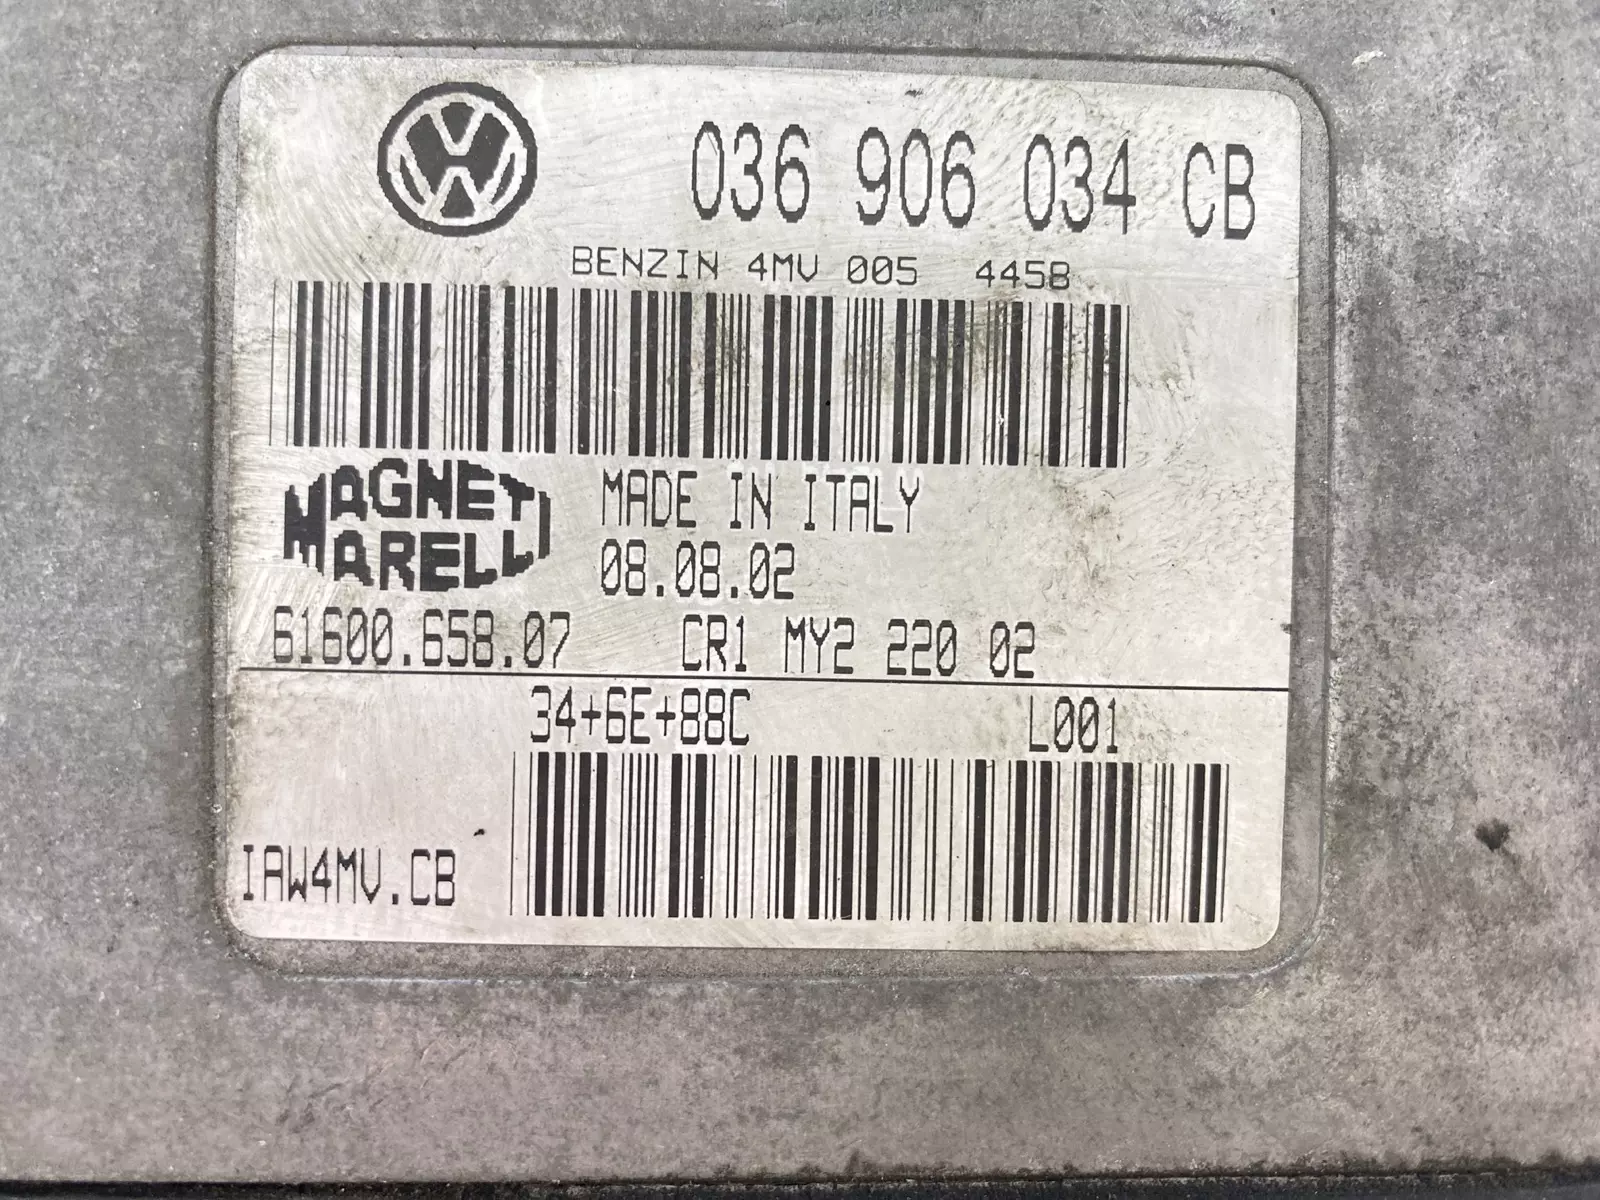 036 906 034 CB
BENZIN 4MV 005 4458
MAGNETI
MARELLI
MADE IN ITALY
08.08.02
61600.658.07 CR1 MY2 220 02
34+6E+88C L001
IAW4MV.CB